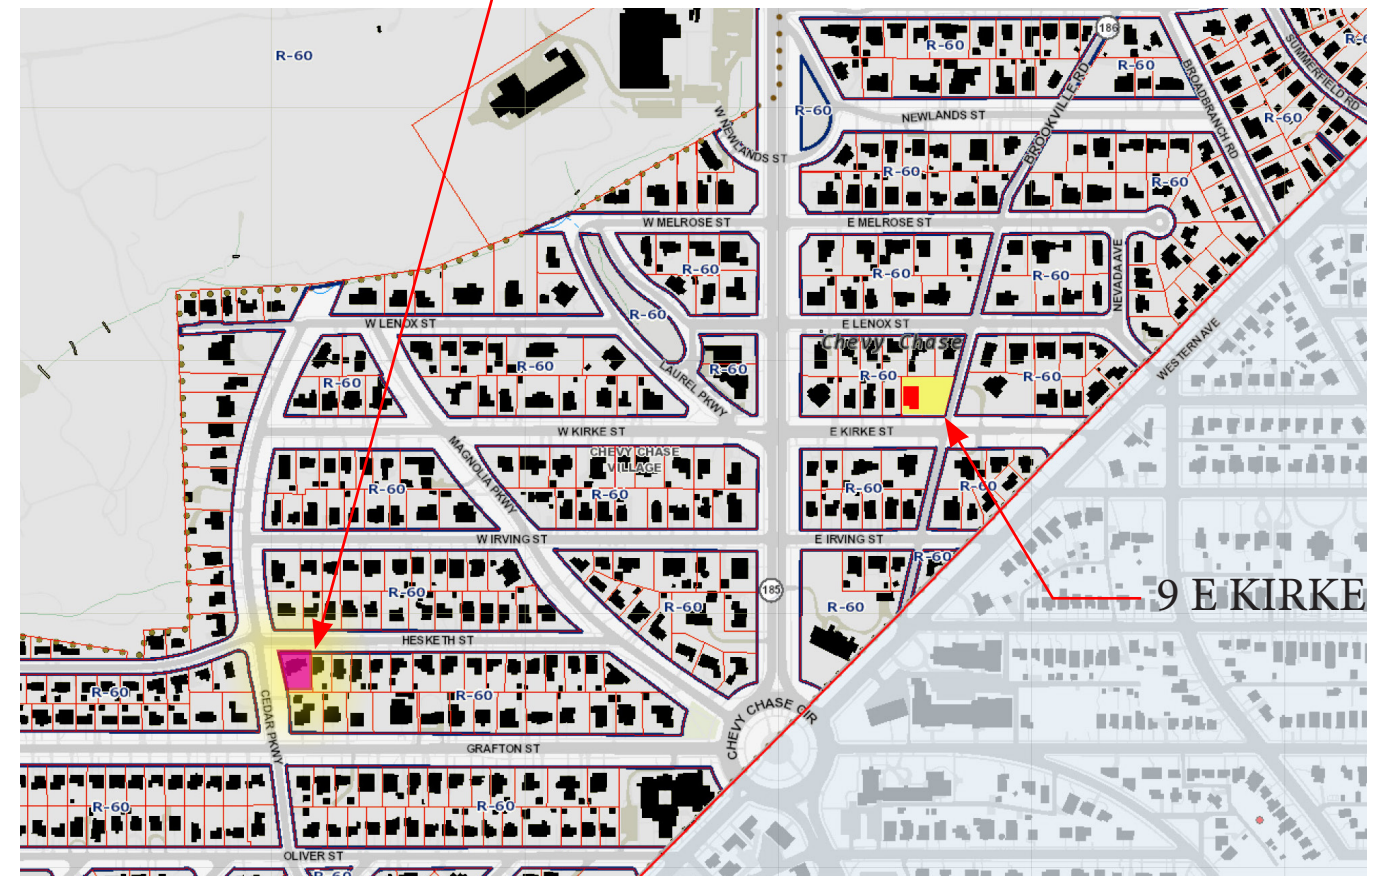 R-60
186
R-60
R-60
SUMMERFIELD RD
R-60
BROADBRANCH RD
BROOKVILLE RD
R-60
NEWLANDS ST
R-60
W NEWLANDS ST
R-60
R-60
W MELROSE ST
E MELROSE ST
NEVADA AVE
R-60
R-60
R-60
R-60
W LENOX ST
E LENOX ST
Chevy Chase
WESTERN AVE
R-60
R-60
R-60
R-60
R-60
LAUREL PKWY
W KIRKE ST
E KIRKE ST
MAGNOLIA PKWY
CHEVY CHASE
VILLAGE
R-60
R-60
R-60
R-60
W IRVING ST
E IRVING ST
R-60
R-60
185
R-60
R-60
9 E KIRKE
HESKETH ST
R-60
R-60
CEDAR PKWY
CHEVY CHASE CIR
GRAFTON ST
R-60
R-60
OLIVER ST
R-60